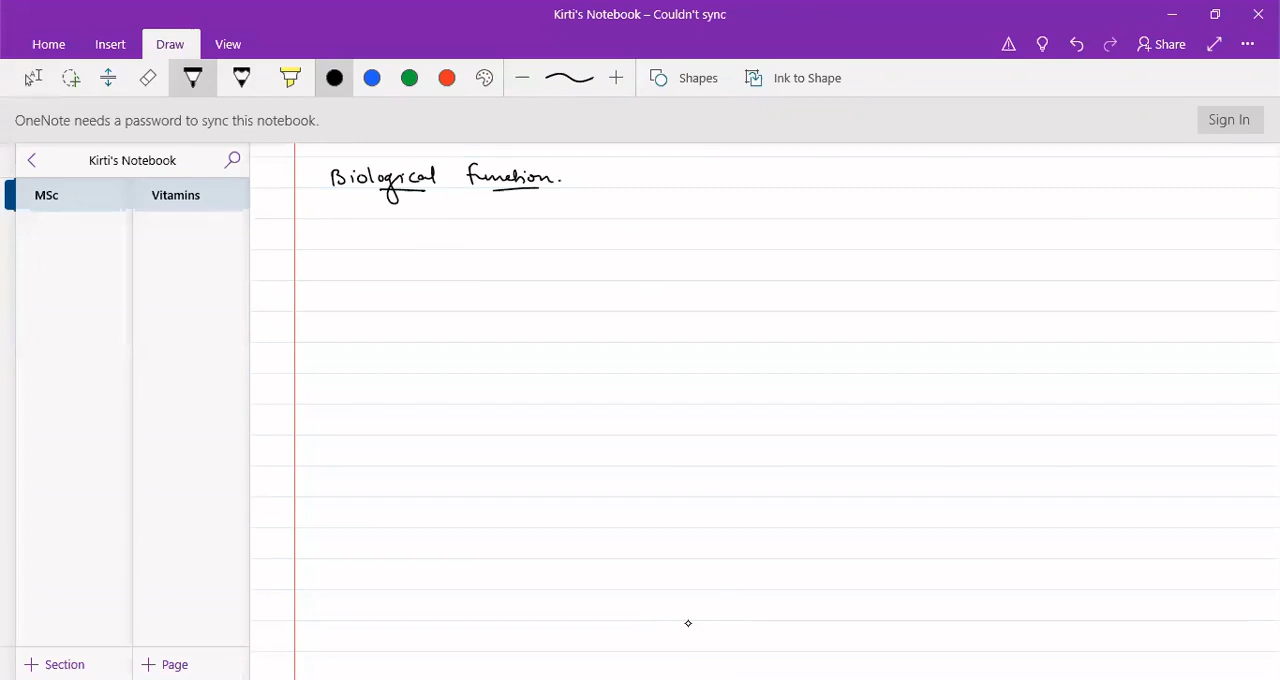 Kirti's Notebook – Couldn't sync
Home Insert Draw View Share
Shapes Ink to Shape
OneNote needs a password to sync this notebook. Sign In
Kirti's Notebook
MSc Vitamins
Biological function.
+ Section + Page